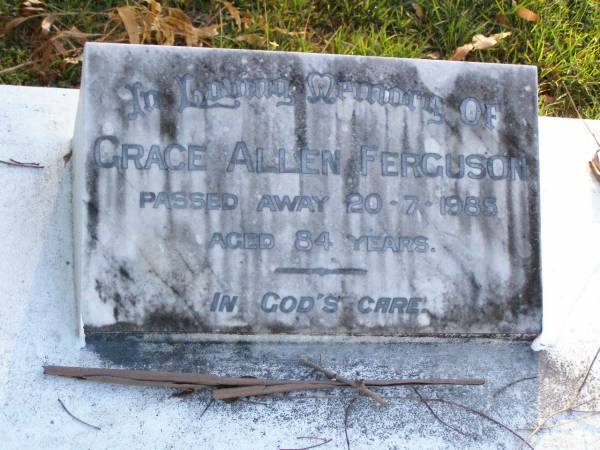 In Loving Memory Of
GRACE ALLEN FERGUSON
PASSED AWAY 20-7-1985
AGED 84 YEARS.
IN GOD'S CARE.